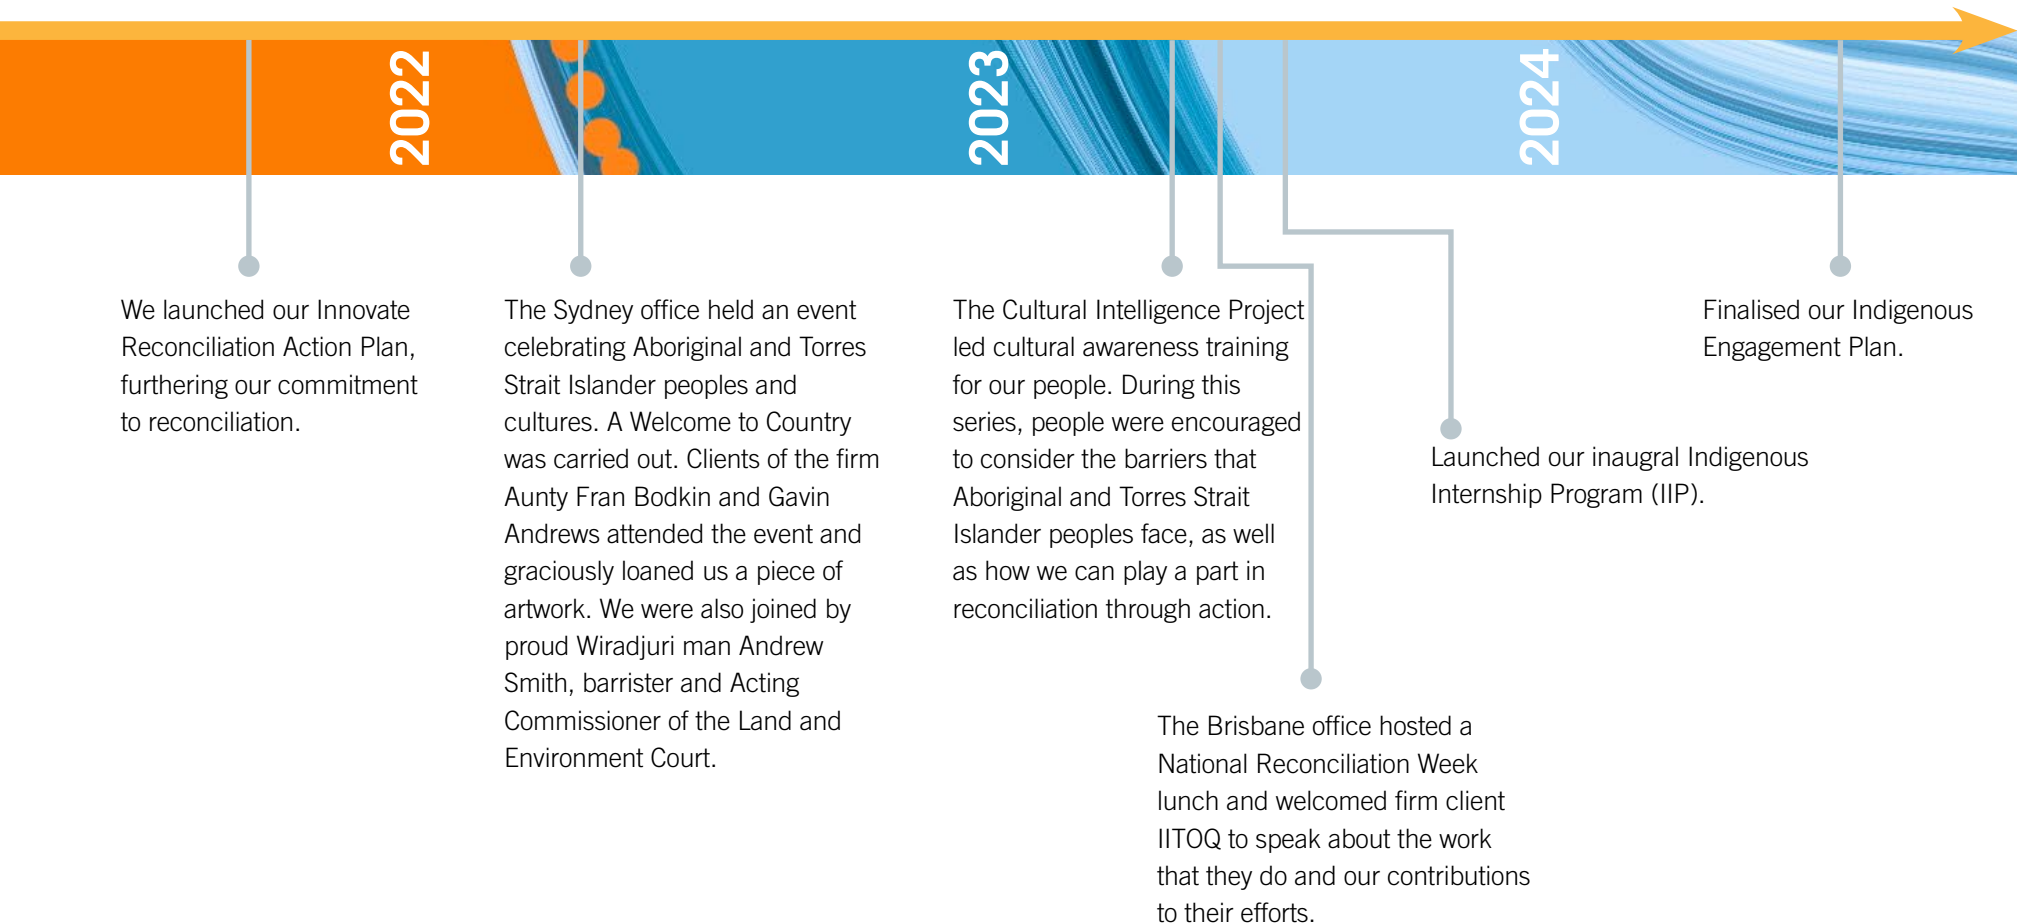 2022
2023
2024
We launched our Innovate
Reconciliation Action Plan,
furthering our commitment
to reconciliation.
The Sydney office held an event
celebrating Aboriginal and Torres
Strait Islander peoples and
cultures. A Welcome to Country
was carried out. Clients of the firm
Aunty Fran Bodkin and Gavin
Andrews attended the event and
graciously loaned us a piece of
artwork. We were also joined by
proud Wiradjuri man Andrew
Smith, barrister and Acting
Commissioner of the Land and
Environment Court.
The Cultural Intelligence Project
led cultural awareness training
for our people. During this
series, people were encouraged
to consider the barriers that
Aboriginal and Torres Strait
Islander peoples face, as well
as how we can play a part in
reconciliation through action.
The Brisbane office hosted a
National Reconciliation Week
lunch and welcomed firm client
IITOQ to speak about the work
that they do and our contributions
to their efforts.
Launched our inaugral Indigenous
Internship Program (IIP).
Finalised our Indigenous
Engagement Plan.